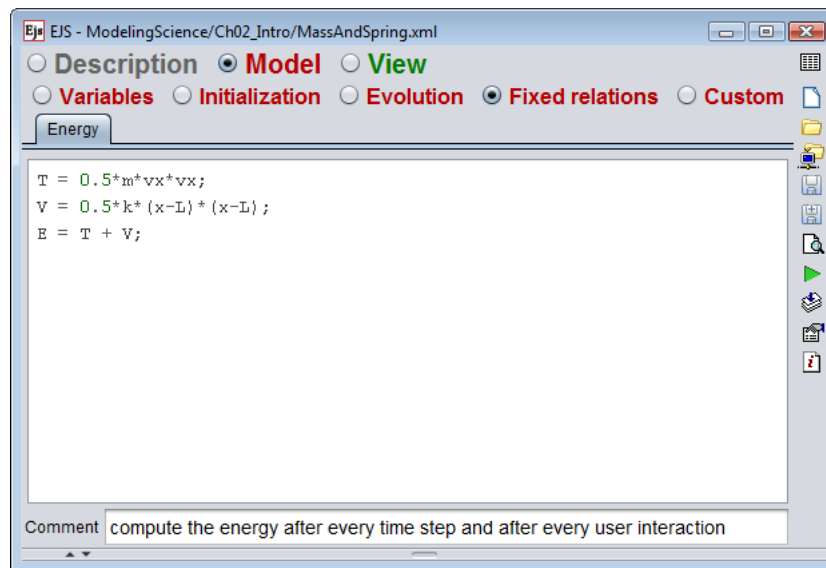 Ejs EJS - ModelingScience/Ch02_Intro/MassAndSpring.xml
Description Model View
Variables Initialization Evolution Fixed relations Custom
Energy
T = 0.5*m*vx*vx;
V = 0.5*k*(x-L)*(x-L);
E = T + V;
Comment compute the energy after every time step and after every user interaction